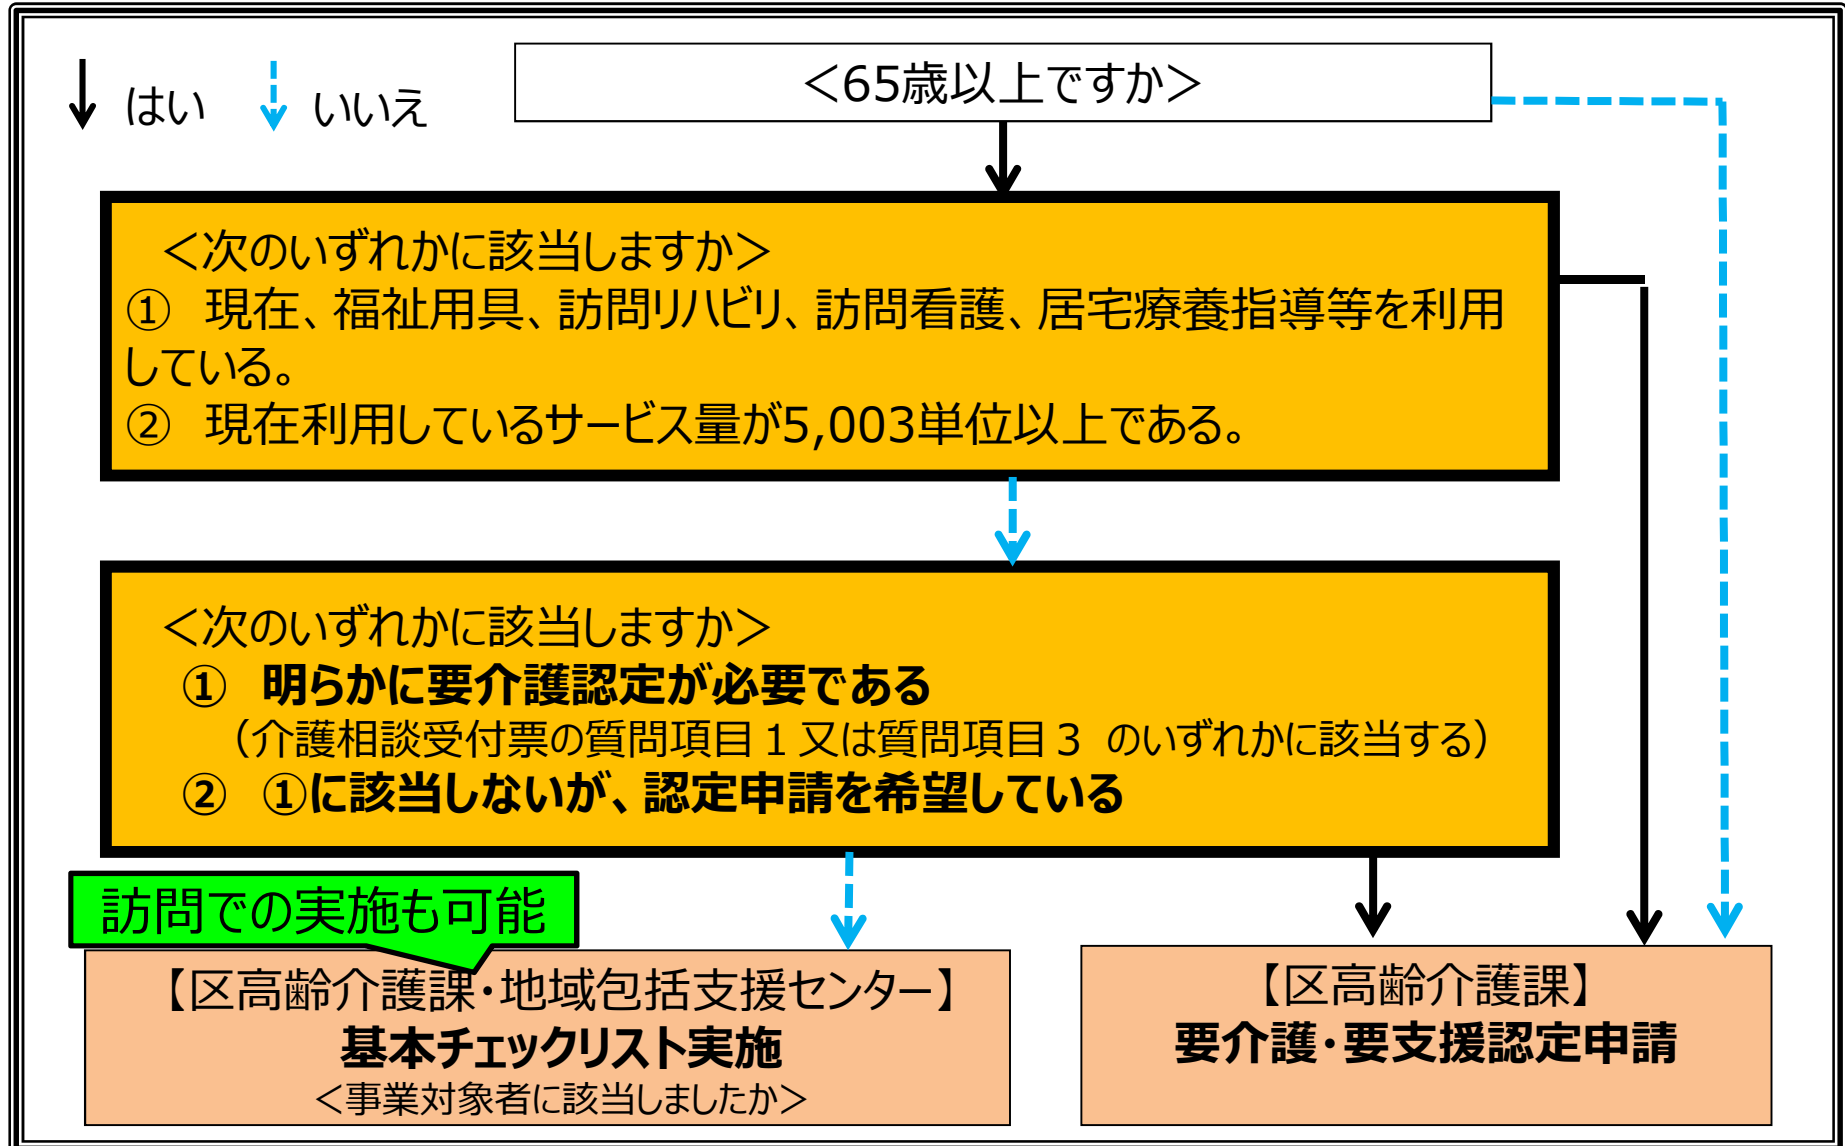 はい
いいえ
＜65歳以上ですか＞
＜次のいずれかに該当しますか＞
①　現在、福祉用具、訪問リハビリ、訪問看護、居宅療養指導等を利用
している。
②　現在利用しているサービス量が5,003単位以上である。
＜次のいずれかに該当しますか＞
①　明らかに要介護認定が必要である
（介護相談受付票の質問項目１又は質問項目３ のいずれかに該当する）
②　①に該当しないが、認定申請を希望している
訪問での実施も可能
【区高齢介護課・地域包括支援センター】
基本チェックリスト実施
＜事業対象者に該当しましたか＞
【区高齢介護課】
要介護・要支援認定申請